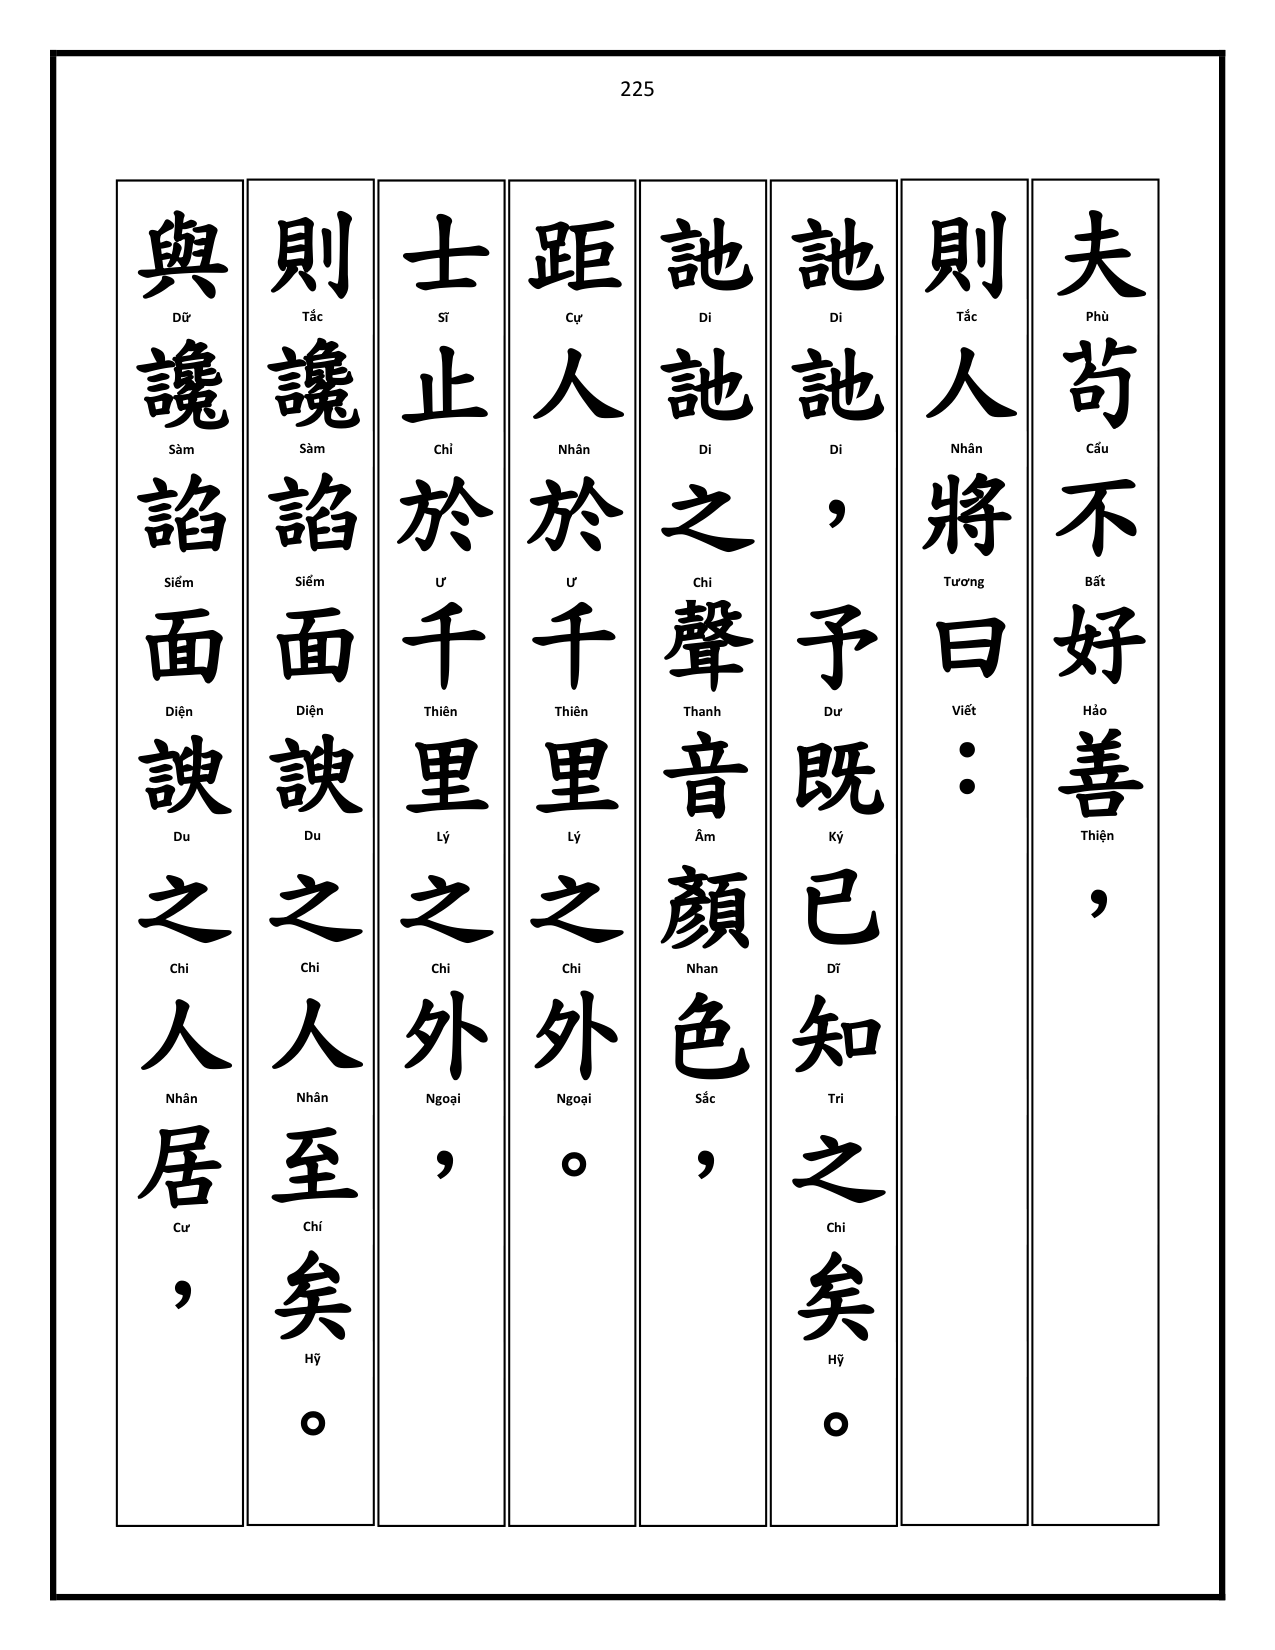 225
夫苟不好善，
Phù Cẩu Bất Hảo Thiện
則人將曰：
Tắc Nhân Tương Viết
訑訑，予既已知之矣。
Di Di Dư Ký Dĩ Tri Chi Hỹ
訑訑之聲音顏色，
Di Di Chi Thanh Âm Nhan Sắc
距人於千里之外。
Cự Nhân Ư Thiên Lý Chi Ngoại
士止於千里之外，
Sĩ Chỉ Ư Thiên Lý Chi Ngoại
則讒諂面諛之人至矣。
Tắc Sàm Siểm Diện Du Chi Nhân Chí Hỹ
與讒諂面諛之人居，
Dữ Sàm Siểm Diện Du Chi Nhân Cư